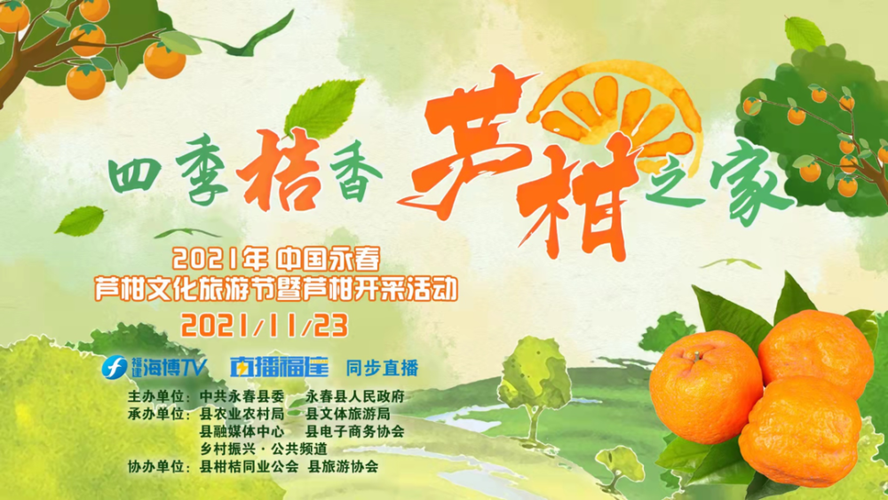 四季桔香 芦柑之家
2021年 中国永春
芦柑文化旅游节暨芦柑开采活动
2021/11/23
福建海博TV 直播福建 同步直播
主办单位：中共永春县委 永春县人民政府
承办单位：县农业农村局 县文体旅游局
县融媒体中心 县电子商务协会
乡村振兴·公共频道
协办单位：县柑桔同业公会 县旅游协会